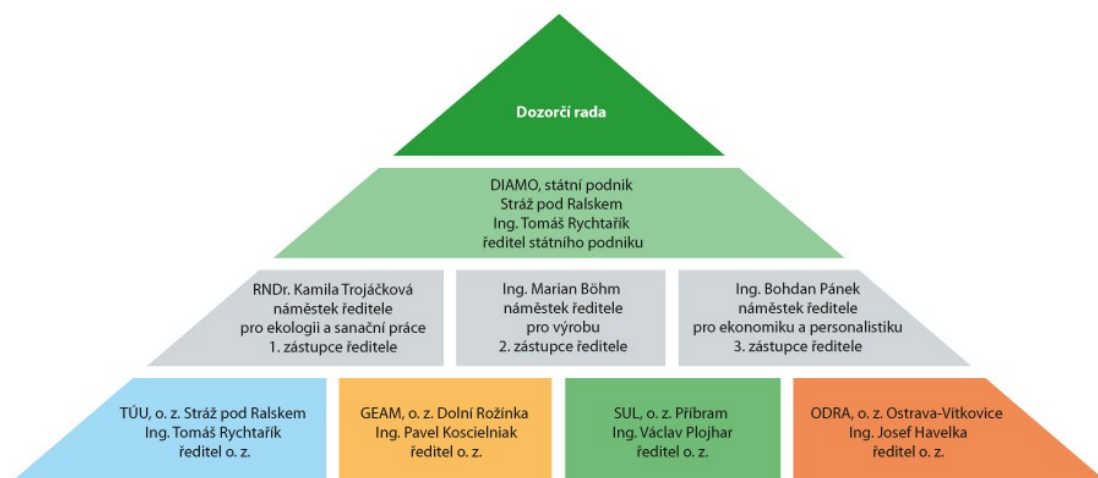 Dozorčí rada
DIAMO, státní podnik
Stráž pod Ralskem
Ing. Tomáš Rychtařík
ředitel státního podniku
RNDr. Kamila Trojáčková
náměstek ředitele
pro ekologii a sanační práce
1. zástupce ředitele
Ing. Marian Böhm
náměstek ředitele
pro výrobu
2. zástupce ředitele
Ing. Bohdan Pánek
náměstek ředitele
pro ekonomiku a personalistiku
3. zástupce ředitele
TÚU, o. z. Stráž pod Ralskem
Ing. Tomáš Rychtařík
ředitel o. z.
GEAM, o. z. Dolní Rožínka
Ing. Pavel Koscielniak
ředitel o. z.
SUL, o. z. Příbram
Ing. Václav Plojhar
ředitel o. z.
ODRA, o. z. Ostrava-Vítkovice
Ing. Josef Havelka
ředitel o. z.